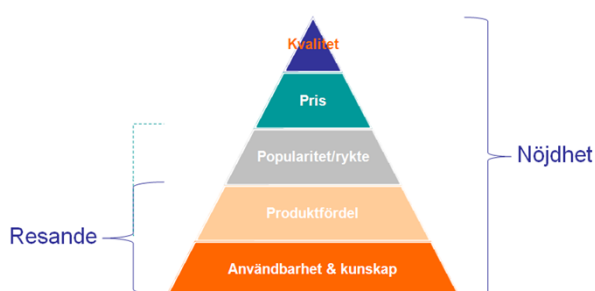 Kvalitet
Pris
Popularitet/rykte
Nöjdhet
Produktfördel
Resande
Användbarhet & kunskap